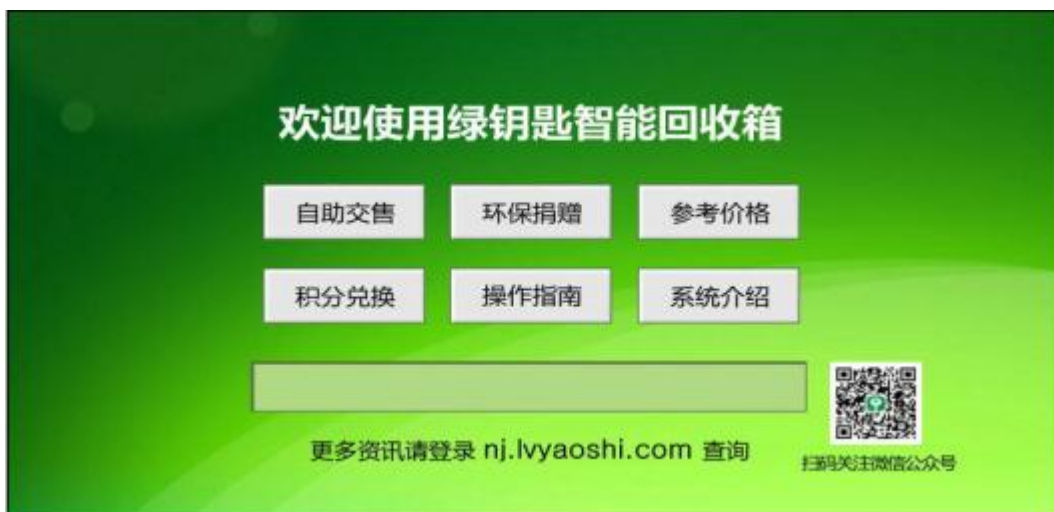 欢迎使用绿钥匙智能回收箱
自助交售 环保捐赠 参考价格
积分兑换 操作指南 系统介绍
更多资讯请登录 nj.lvyaoshi.com 查询
扫码关注微信公众号